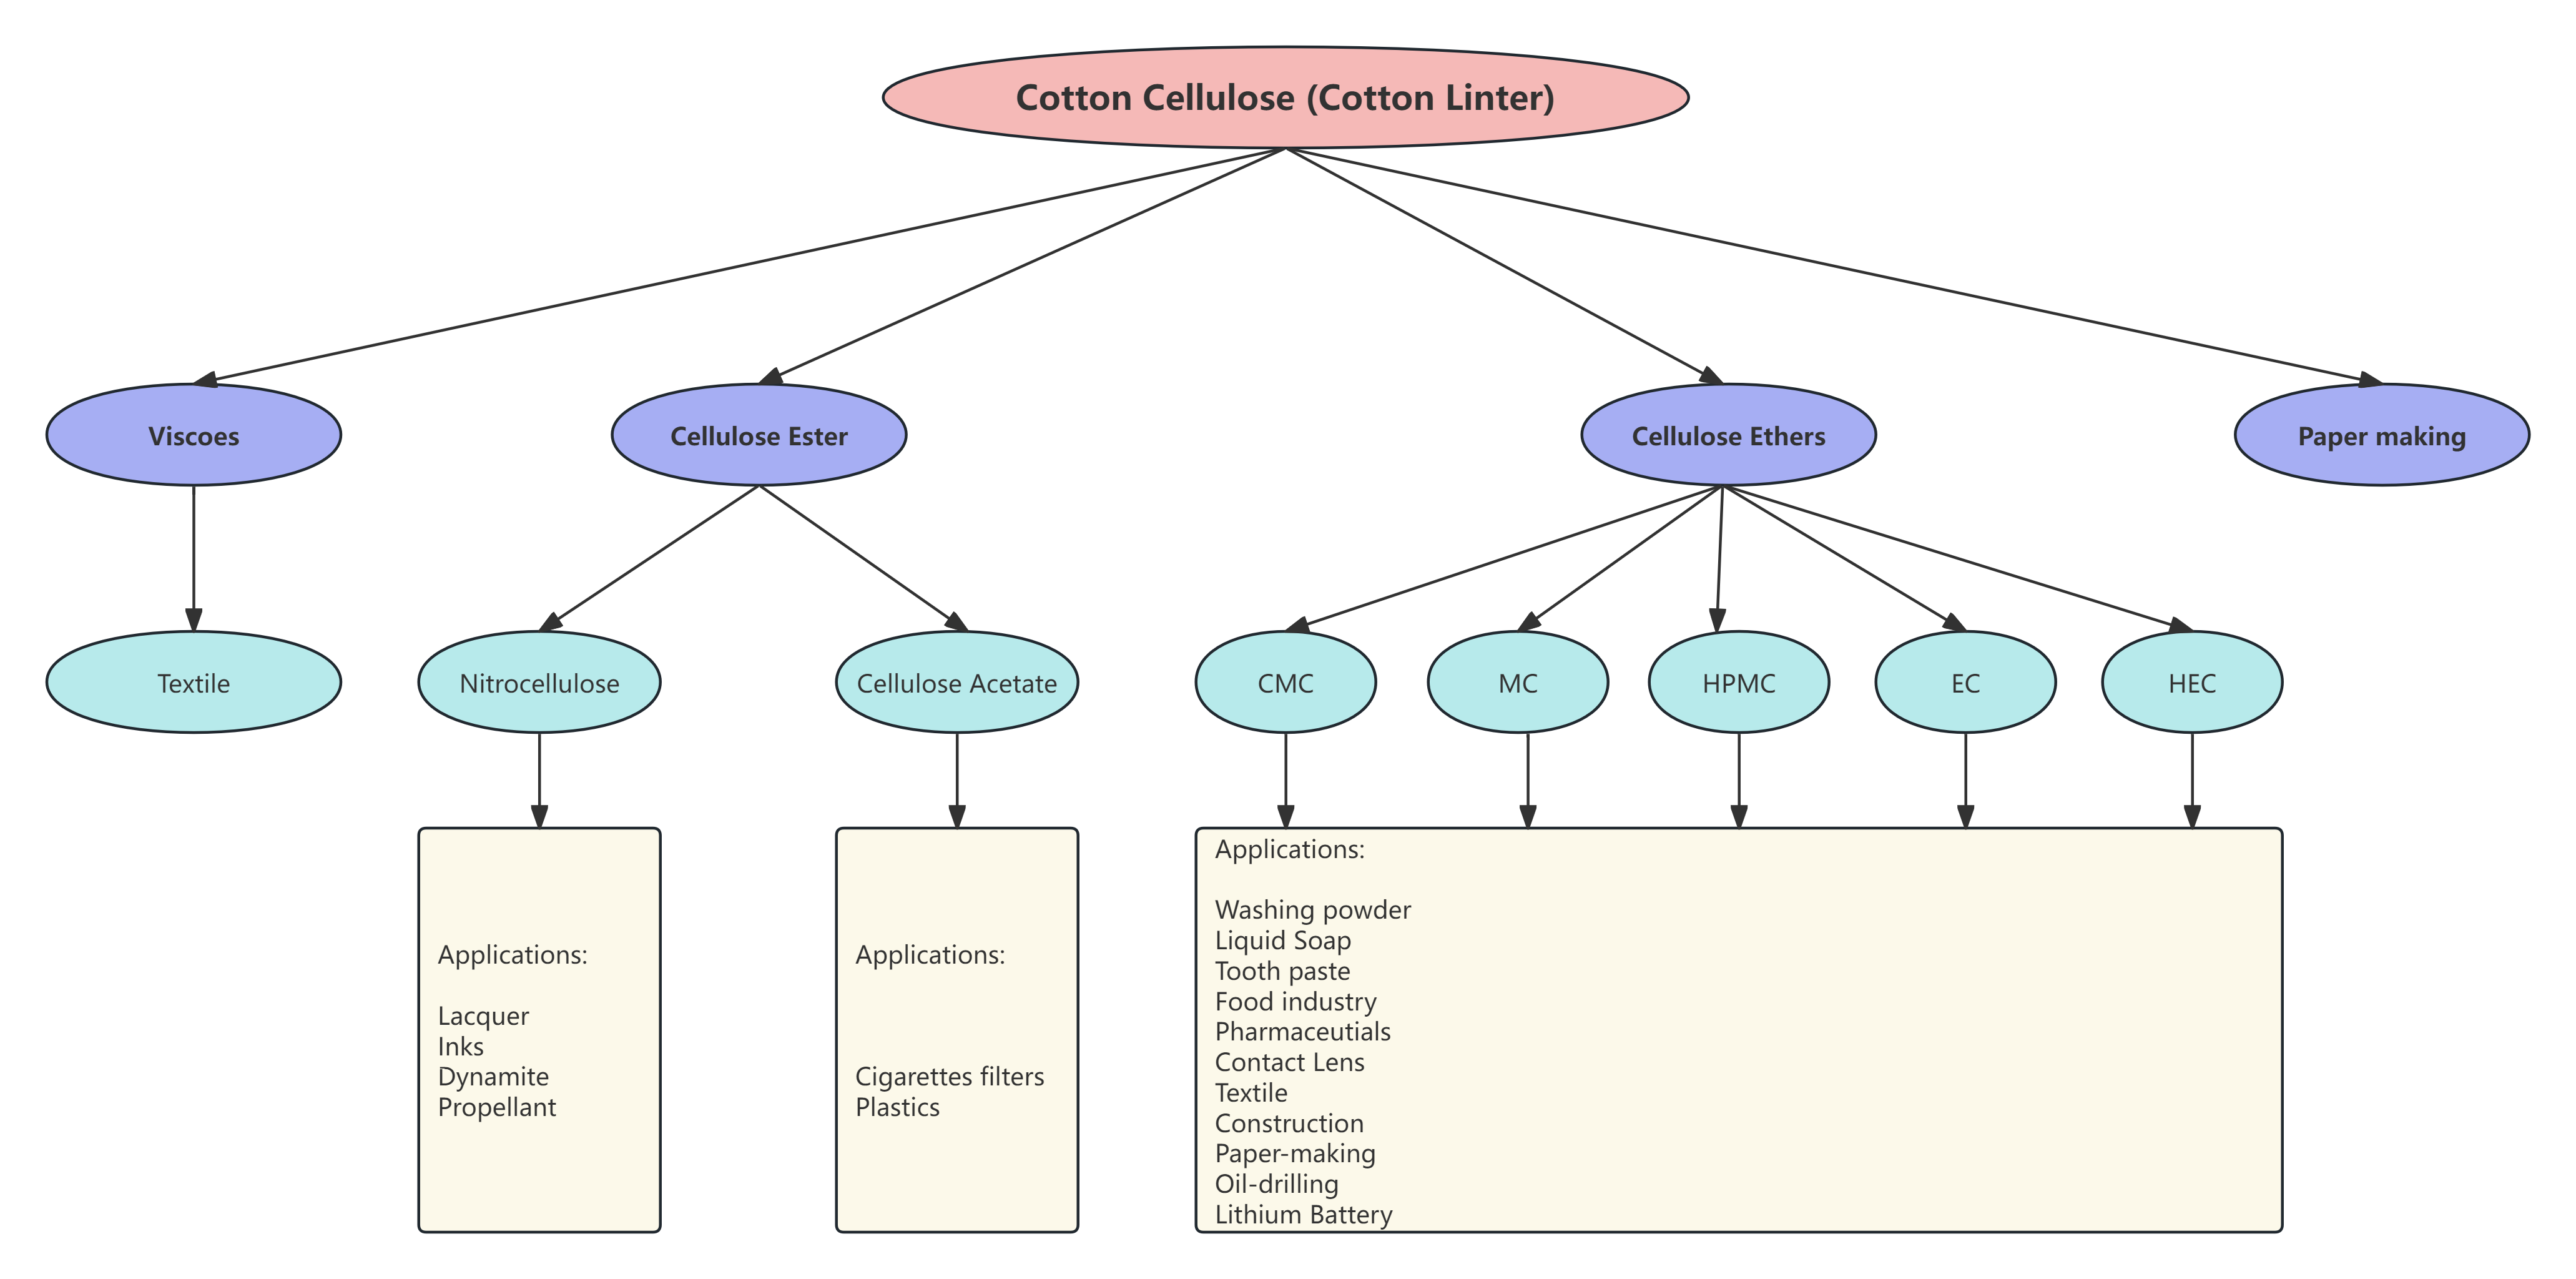 Cotton Cellulose (Cotton Linter)
Viscoes
Cellulose Ester
Cellulose Ethers
Paper making
Textile
Nitrocellulose
Cellulose Acetate
CMC
MC
HPMC
EC
HEC
Applications:
Lacquer
Inks
Dynamite
Propellant
Applications:
Cigarettes filters
Plastics
Applications:
Washing powder
Liquid Soap
Tooth paste
Food industry
Pharmaceutials
Contact Lens
Textile
Construction
Paper-making
Oil-drilling
Lithium Battery